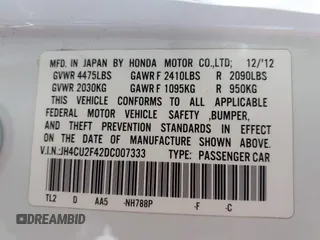 MFD. IN JAPAN BY HONDA MOTOR CO.,LTD; 12/'12
GVWR 4475LBS GAWR F 2410LBS R 2090LBS
GVWR 2030KG GAWR F 1095KG R 950KG
THIS VEHICLE CONFORMS TO ALL APPLICABLE
FEDERAL MOTOR VEHICLE SAFETY ,BUMPER,
AND THEFT PREVENTION STANDARDS IN EFFECT
ON THE DATE OF MANUFACTURE SHOWN ABOVE.
V.I.N.:JH4CU2F42DC007333 TYPE: PASSENGER CAR
TL2 D AA5 -NH788P -F -C
DREAMBID